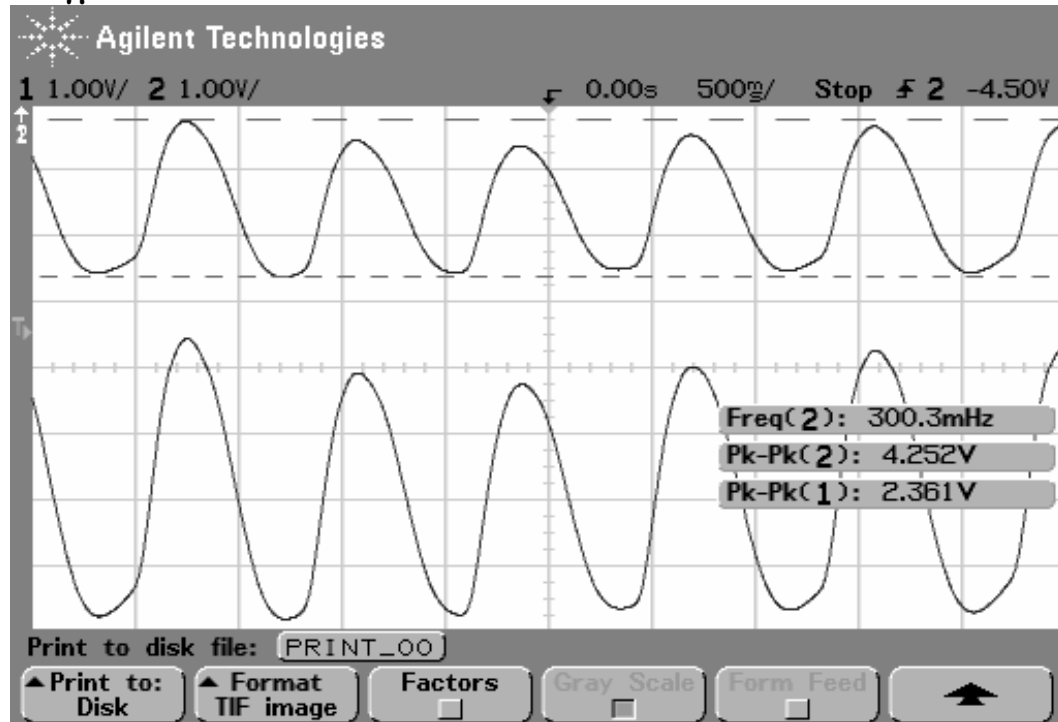 Agilent Technologies
1 1.00V/ 2 1.00V/ 0.00s 500m̲s̲/ Stop 2 -4.50V
2
T
Freq(2): 300.3mHz
Pk-Pk(2): 4.252V
Pk-Pk(1): 2.361V
Print to disk file: PRINT_00
Print to: Disk
Format TIF image
Factors
Gray Scale
Form Feed